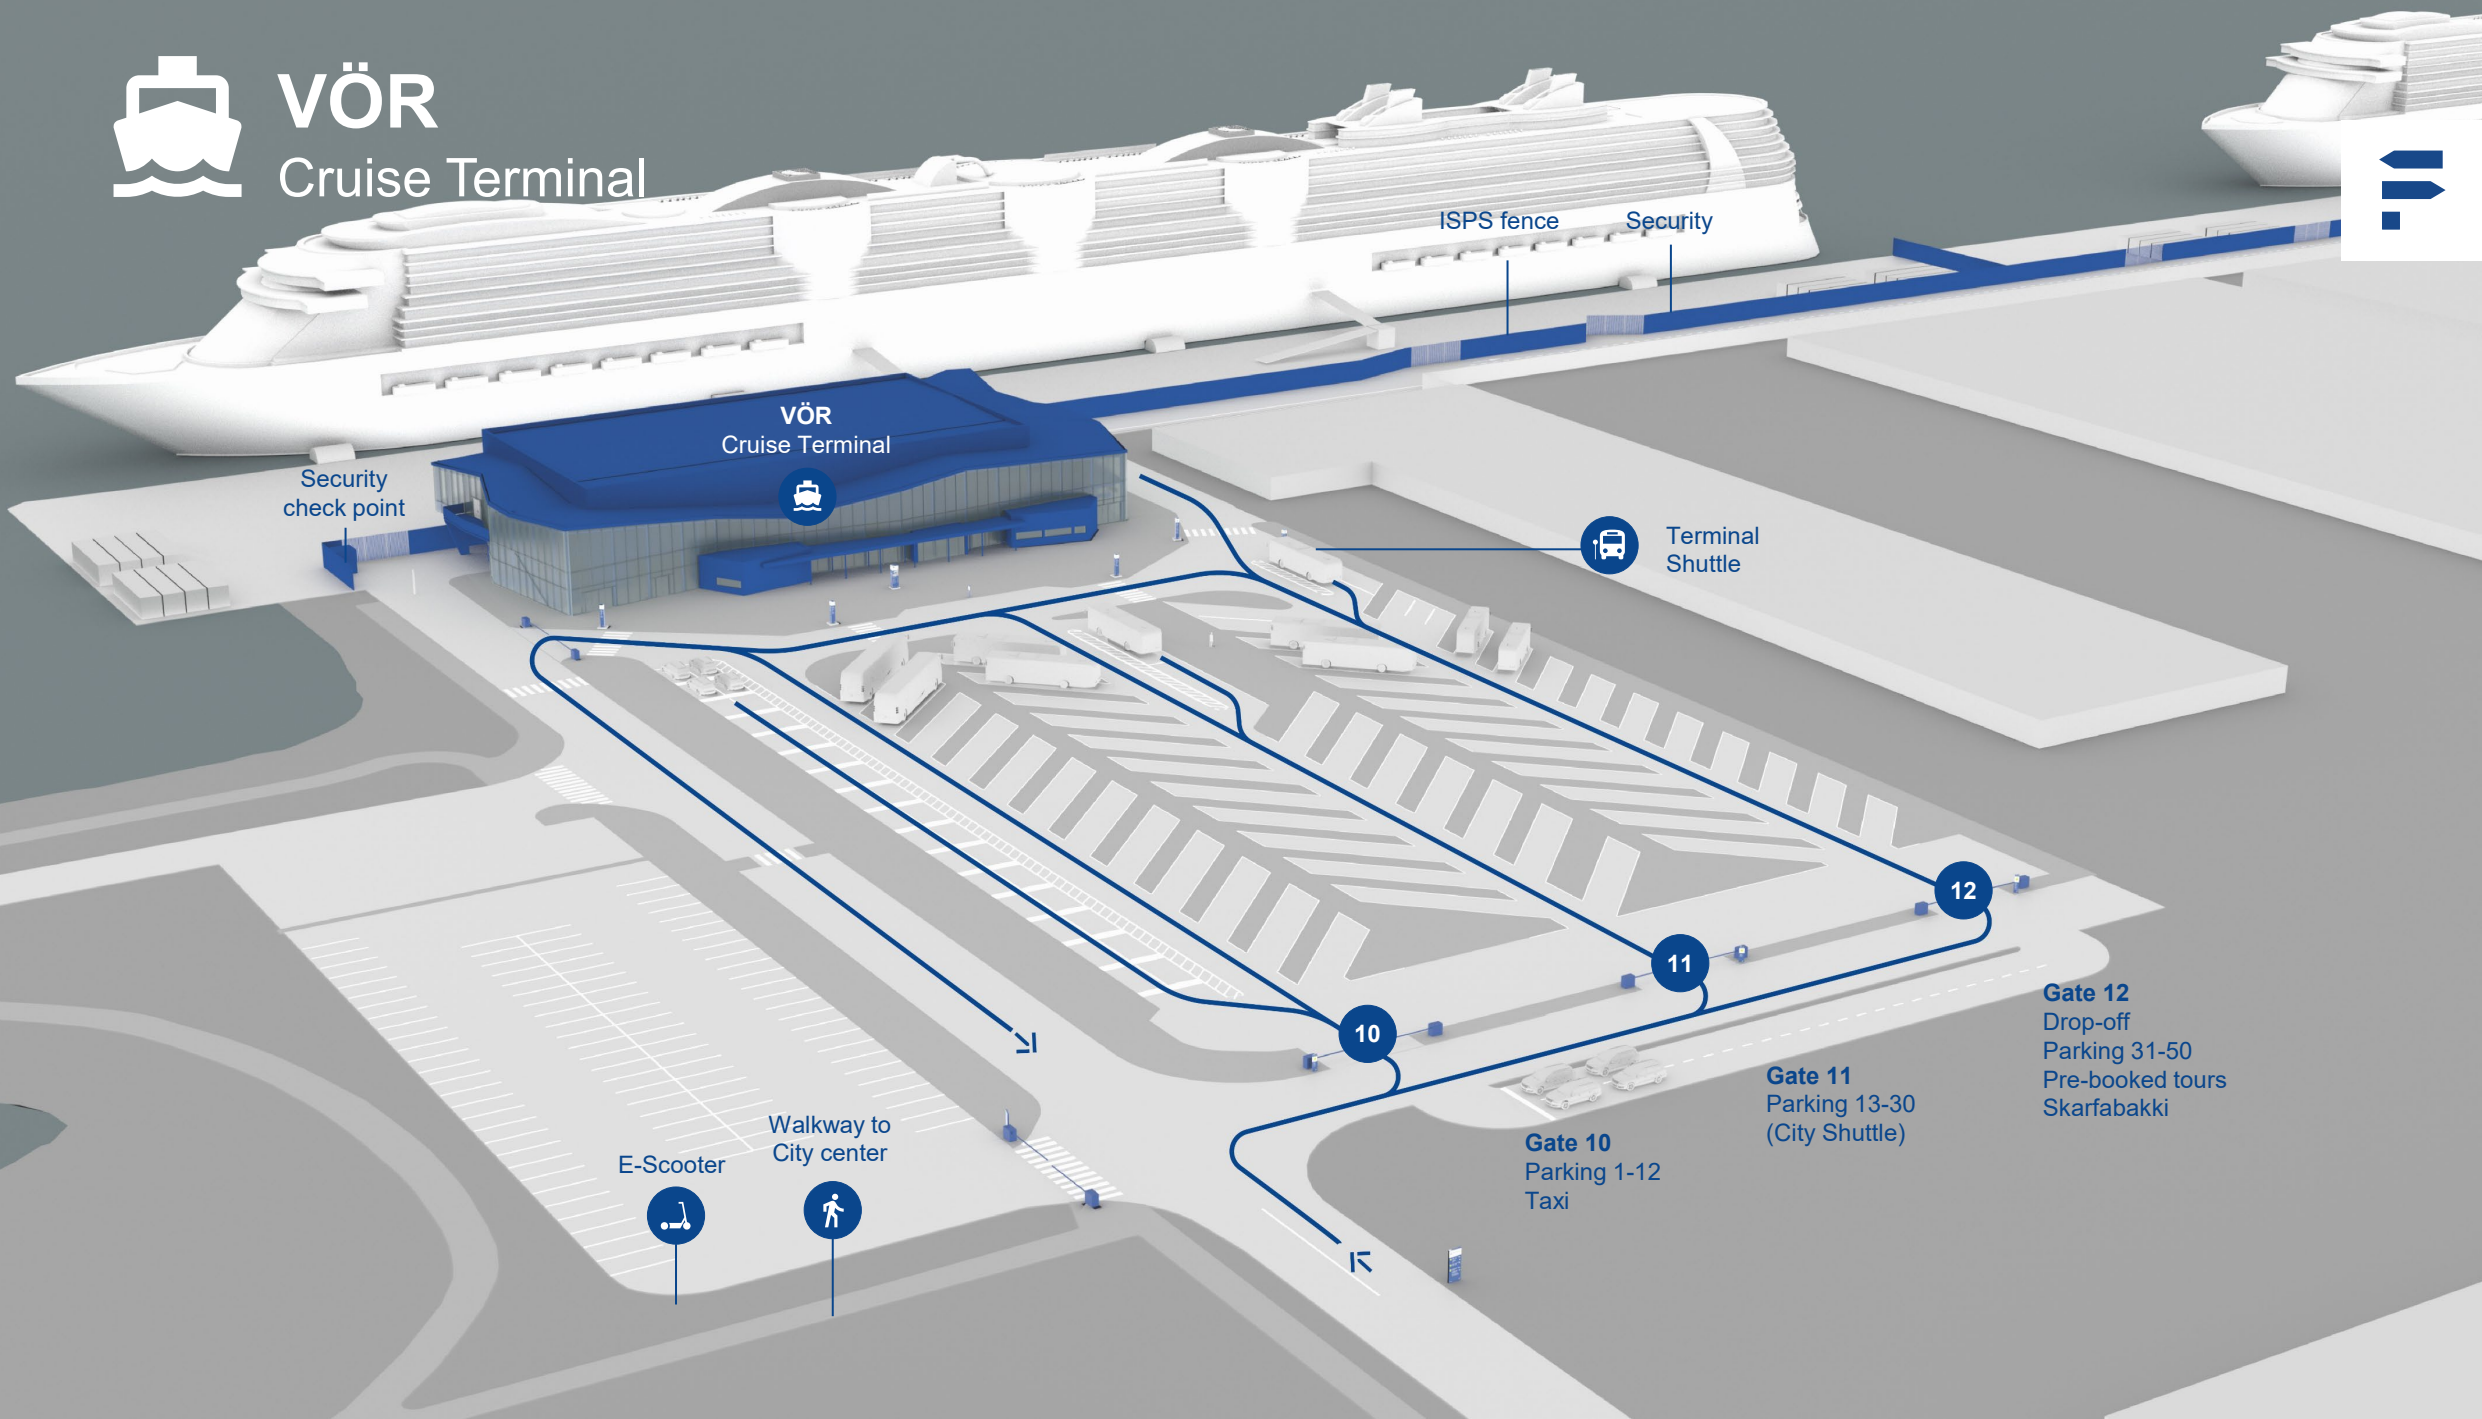 VÖR
Cruise Terminal
ISPS fence
Security
VÖR
Cruise Terminal
Security
check point
Terminal
Shuttle
12
11
10
Gate 12
Drop-off
Parking 31-50
Pre-booked tours
Skarfabakki
Gate 11
Parking 13-30
(City Shuttle)
Gate 10
Parking 1-12
Taxi
Walkway to
City center
E-Scooter